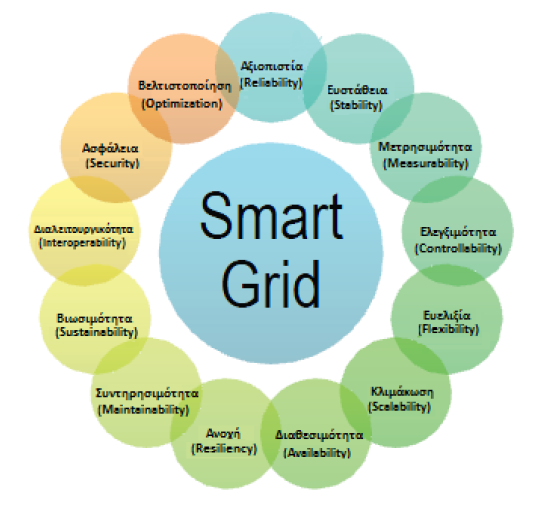 Αξιοπιστία
(Reliability)
Ευστάθεια
(Stability)
Μετρησιμότητα
(Measurability)
Ελεγξιμότητα
(Controllability)
Ευελιξία
(Flexibility)
Κλιμάκωση
(Scalability)
Διαθεσιμότητα
(Availability)
Ανοχή
(Resiliency)
Συντηρησιμότητα
(Maintainability)
Βιωσιμότητα
(Sustainability)
Διαλειτουργικότητα
(Interoperability)
Ασφάλεια
(Security)
Βελτιστοποίηση
(Optimization)
Smart
Grid